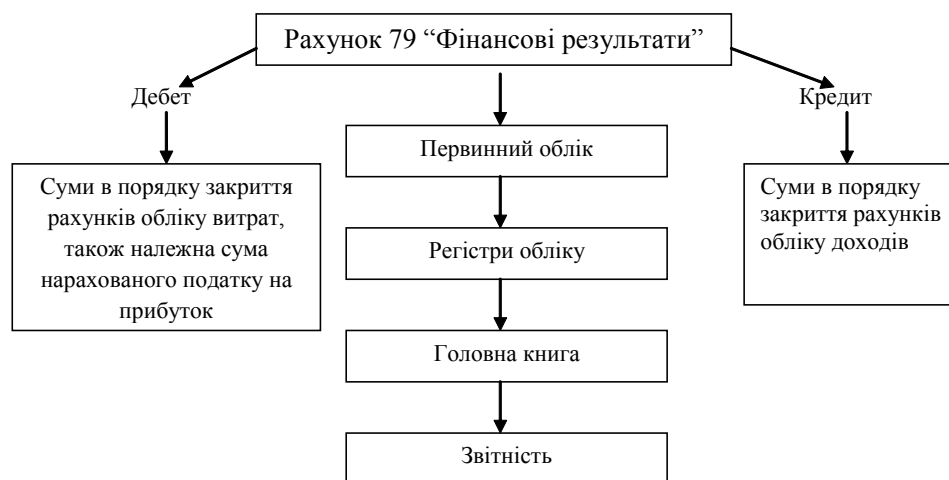 Рахунок 79 “Фінансові результати”
Дебет
Кредит
Первинний облік
Суми в порядку закриття
рахунків обліку витрат,
також належна сума
нарахованого податку на
прибуток
Суми в порядку
закриття рахунків
обліку доходів
Регістри обліку
Головна книга
Звітність